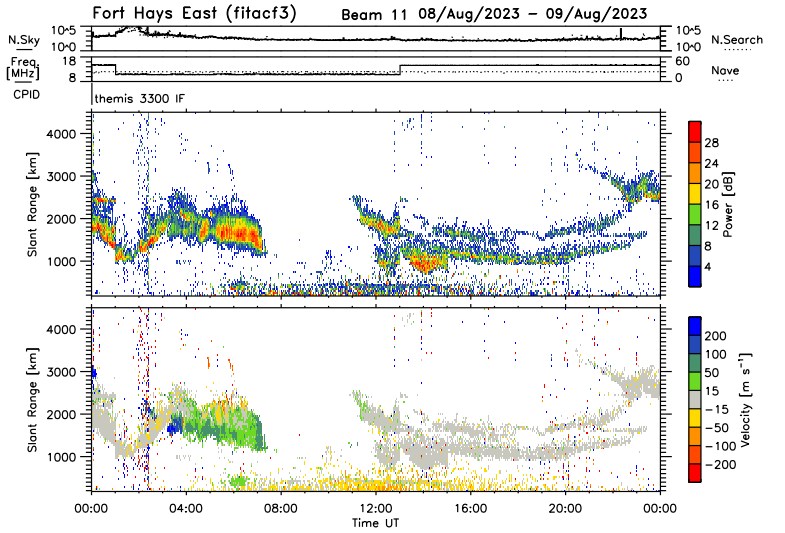 Fort Hays East (fitacf3) Beam 11 08/Aug/2023 − 09/Aug/2023
N.Sky 10^5 10^0 10^5 10^0 N.Search
Freq. [MHz] 18 8 60 0 Nave
CPID themis 3300 IF
Slant Range [km]
4000
3000
2000
1000
Power [dB]
28
24
20
16
12
8
4
Slant Range [km]
4000
3000
2000
1000
Velocity [m s^-1]
200
100
50
15
−15
−50
−100
−200
00:00 04:00 08:00 12:00 16:00 20:00 00:00
Time UT